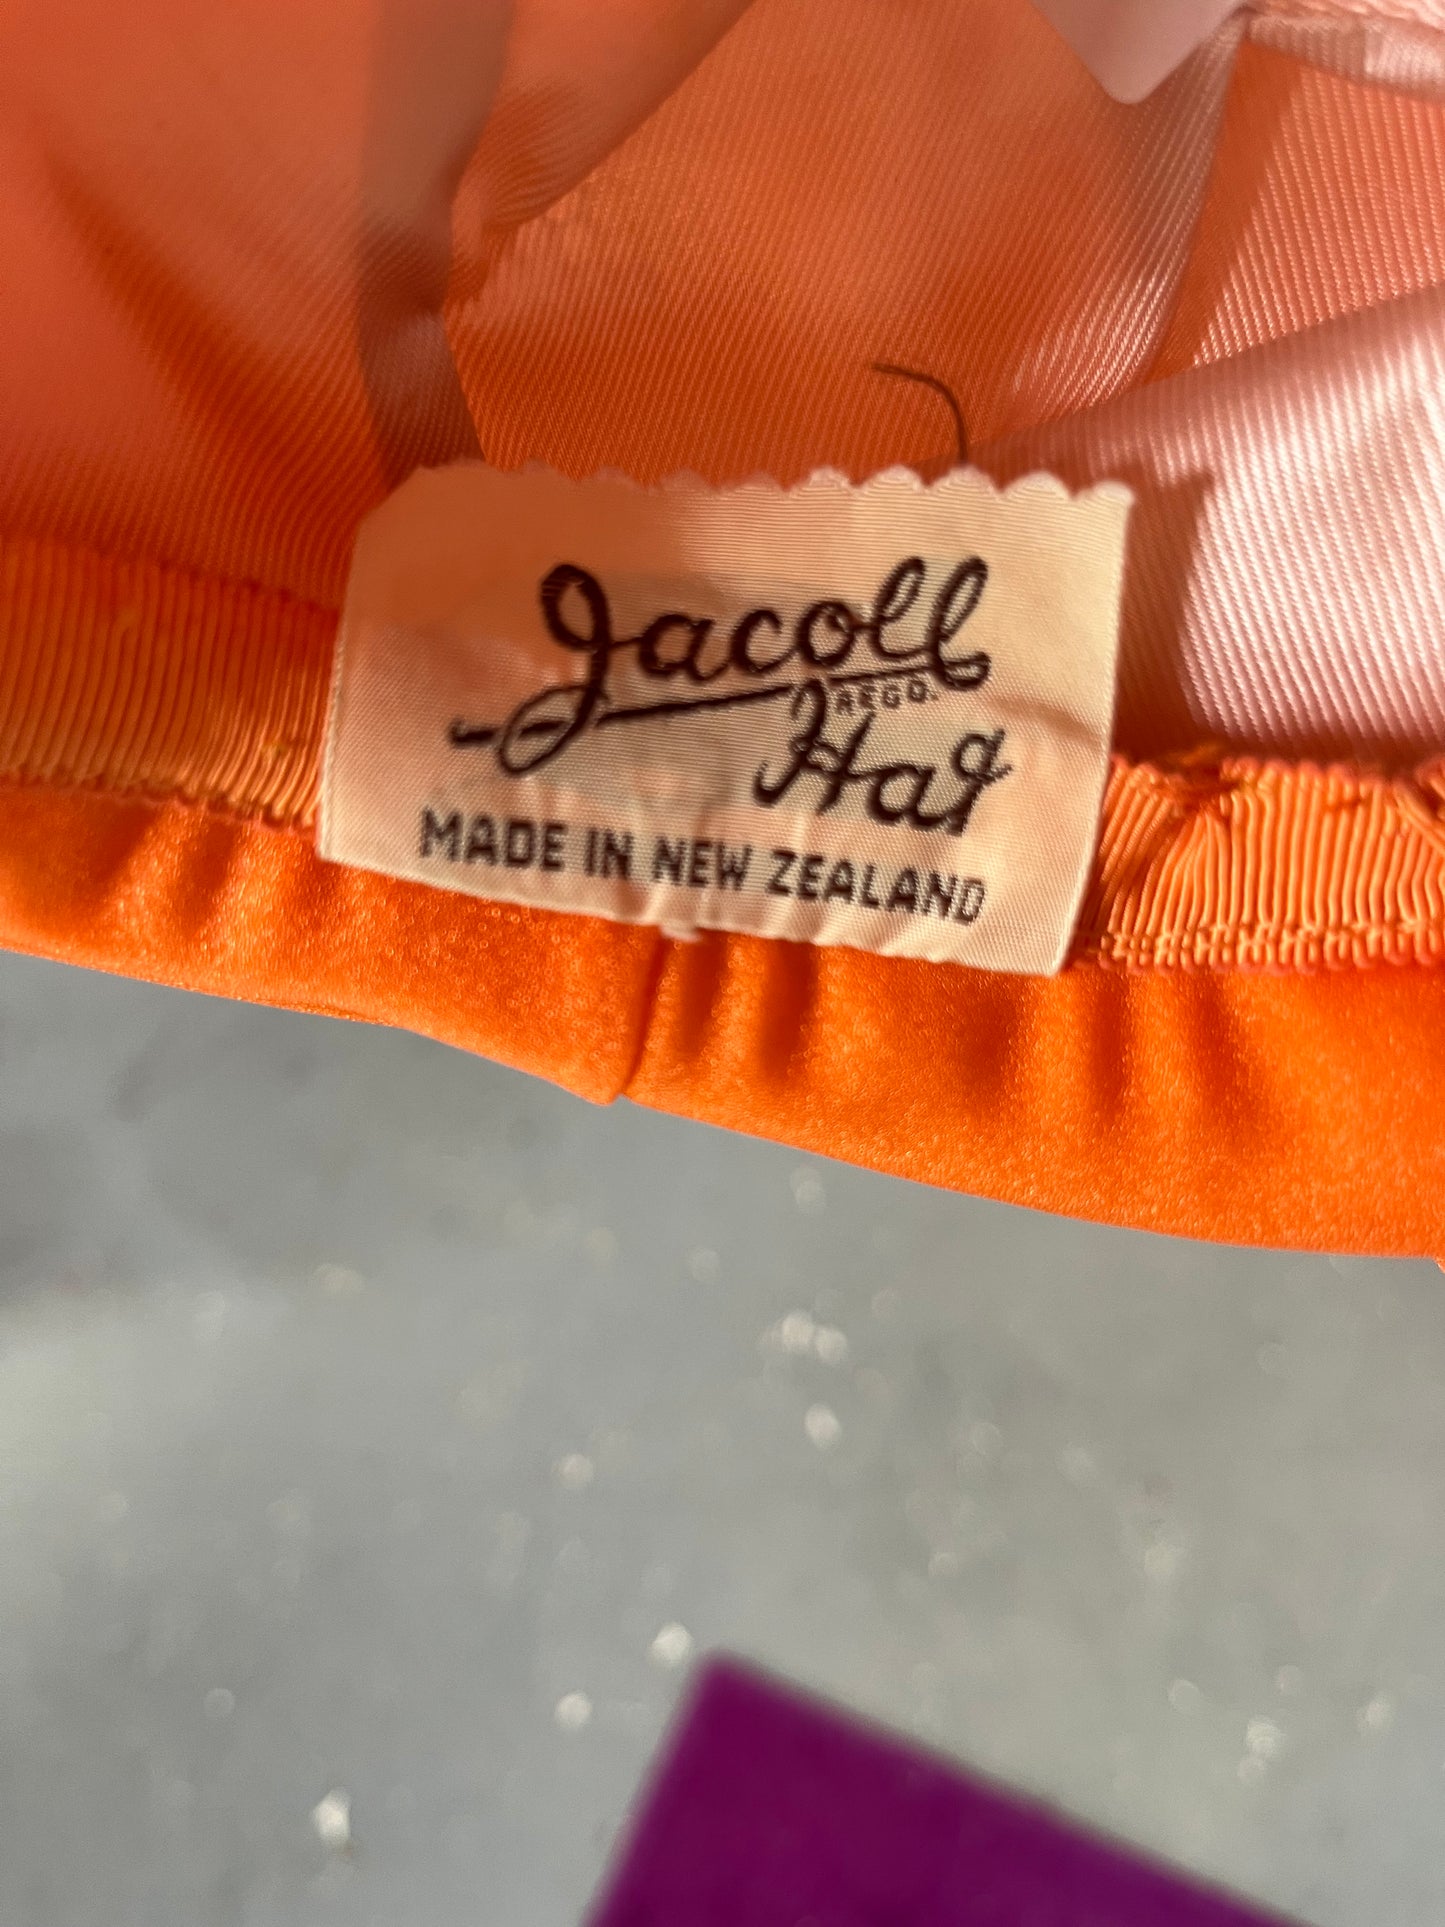 Jacoll
REGD.
Hat
MADE IN NEW ZEALAND